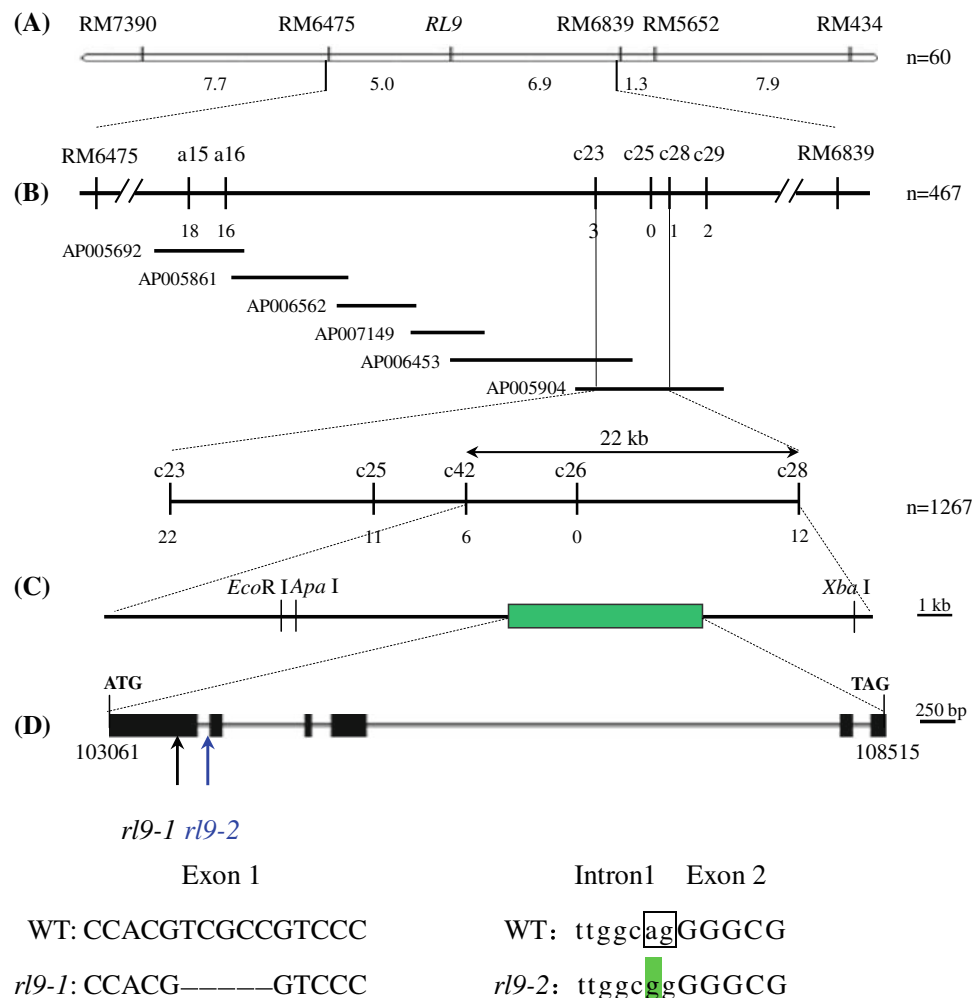 (A)
RM7390 RM6475 RL9 RM6839 RM5652 RM434
n=60
7.7 5.0 6.9 1.3 7.9
RM6475 a15 a16 c23 c25 c28 c29 RM6839
(B)
n=467
18 16 3 0 1 2
AP005692
AP005861
AP006562
AP007149
AP006453
AP005904
22 kb
c23 c25 c42 c26 c28
n=1267
22 11 6 0 12
(C)
EcoR I Apa I Xba I
1 kb
ATG TAG
(D)
250 bp
103061 108515
rl9-1 rl9-2
Exon 1 Intron1 Exon 2
WT: CCACGTCGCCGTCCC WT: ttggcagGGGCG
rl9-1: CCACG-----GTCCC rl9-2: ttggcggGGGCG